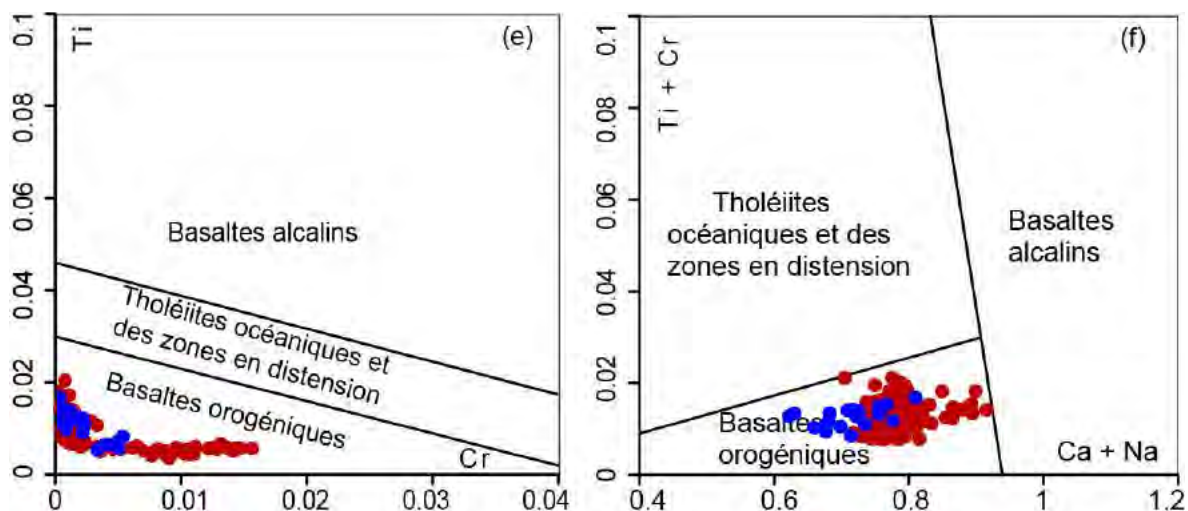 Ti
(e)
0.1
0.08
0.06
0.04
0.02
0
Basaltes alcalins
Tholéiites océaniques et
des zones en distension
Basaltes orogéniques
Cr
0
0.01
0.02
0.03
0.04
Ti + Cr
(f)
0.1
0.08
0.06
0.04
0.02
0
Tholéiites
océaniques et des
zones en distension
Basaltes
alcalins
Basaltes
orogéniques
Ca + Na
0.4
0.6
0.8
1
1.2